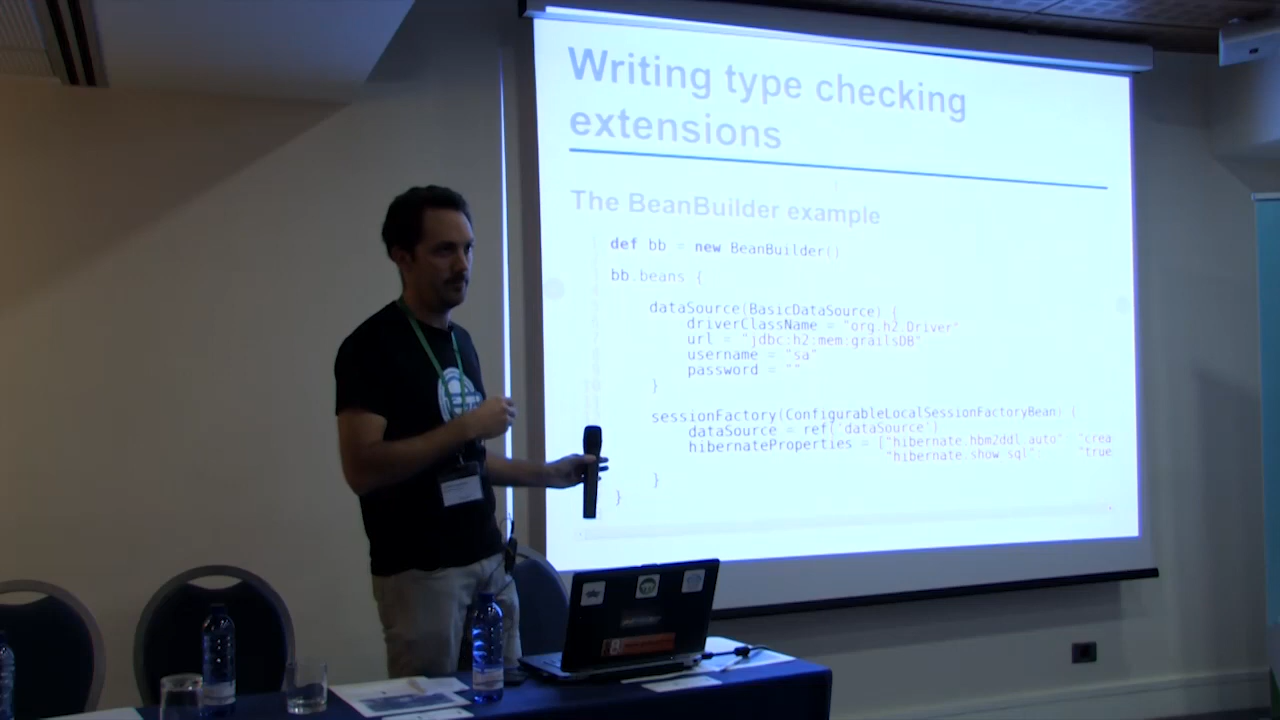 Writing type checking
extensions
The BeanBuilder example
def bb = new BeanBuilder()
bb.beans {
dataSource(BasicDataSource) {
driverClassName = "org.h2.Driver"
url = "jdbc:h2:mem:grailsDB"
username = "sa"
password = ""
}
sessionFactory(ConfigurableLocalSessionFactoryBean) {
dataSource = ref('dataSource')
hibernateProperties = ["hibernate.hbm2ddl.auto" "crea
"hibernate.show_sql": "true
}
}